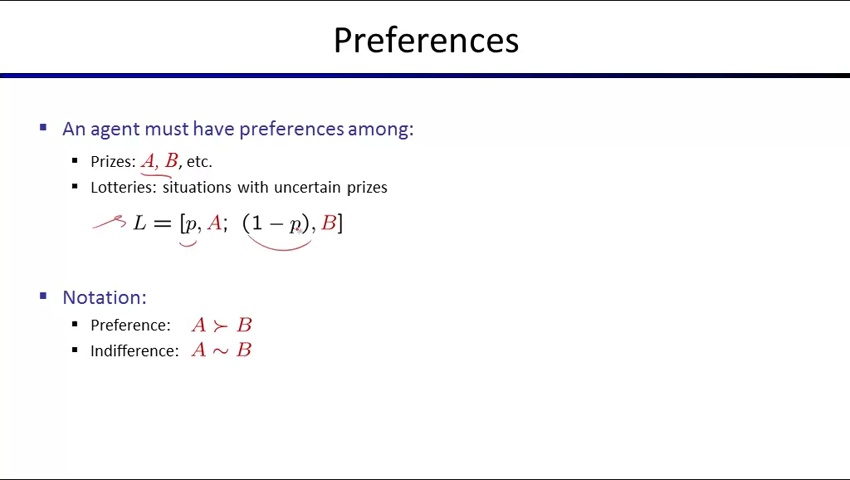 Preferences
An agent must have preferences among:
Prizes: A, B, etc.
Lotteries: situations with uncertain prizes
L = [p, A; (1 − p), B]
Notation:
Preference: A ≻ B
Indifference: A ∼ B